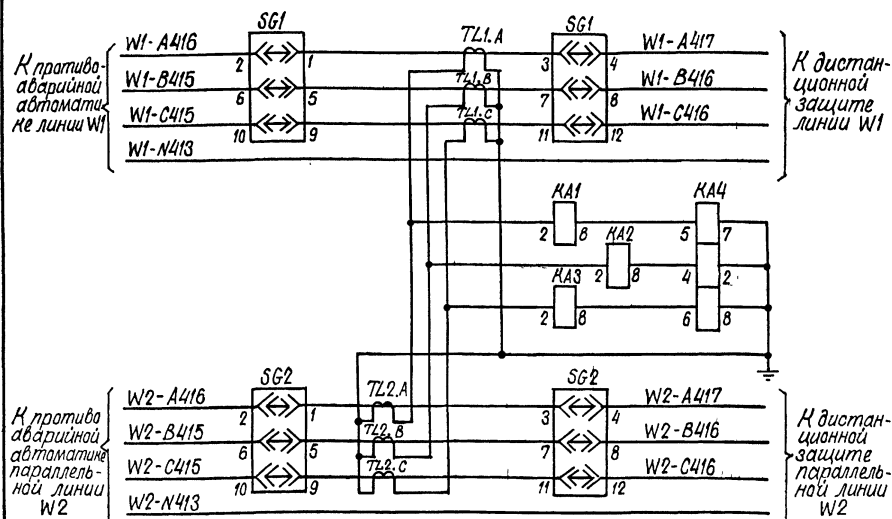 SG1
TL1.A
SG1
W1-A416
2
1
3
4
W1-A417
К противо-
аварийной
автомати
ке линии W1
W1-B415
6
5
TL1.B
7
8
W1-B416
К дистан-
ционной
защите
линии W1
W1-C415
10
9
TL1.C
11
12
W1-C416
W1-N413
KA1
KA4
2
8
5
7
KA2
2
8
4
2
KA3
2
8
6
8
SG2
TL2.A
SG2
W2-A416
2
1
3
4
W2-A417
К противо
аварийной
автоматике
параллель-
ной линии
W2
W2-B415
6
5
TL2.B
7
8
W2-B416
К дистан-
ционной
защите
параллель-
ной линии
W2
W2-C415
10
9
TL2.C
11
12
W2-C416
W2-N413